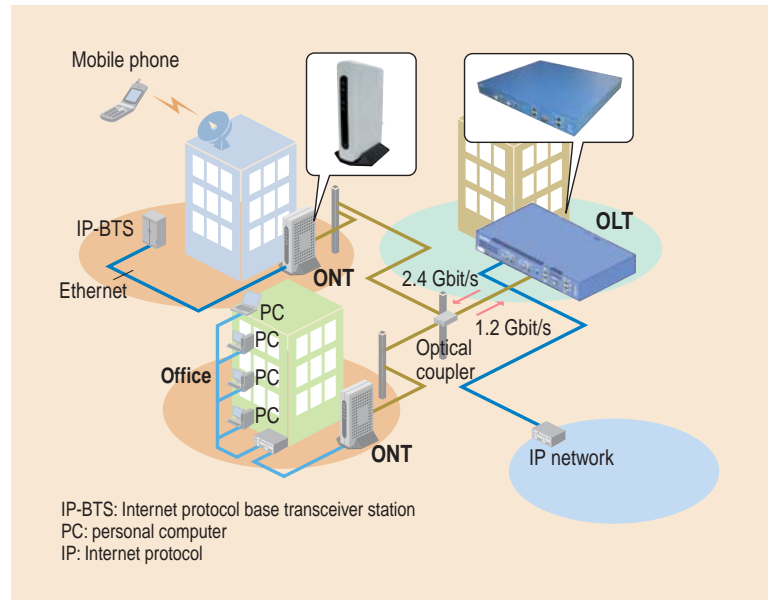 Mobile phone
IP-BTS
Ethernet
ONT
OLT
2.4 Gbit/s
1.2 Gbit/s
Optical
coupler
PC
PC
Office
PC
PC
ONT
IP network
IP-BTS: Internet protocol base transceiver station
PC: personal computer
IP: Internet protocol